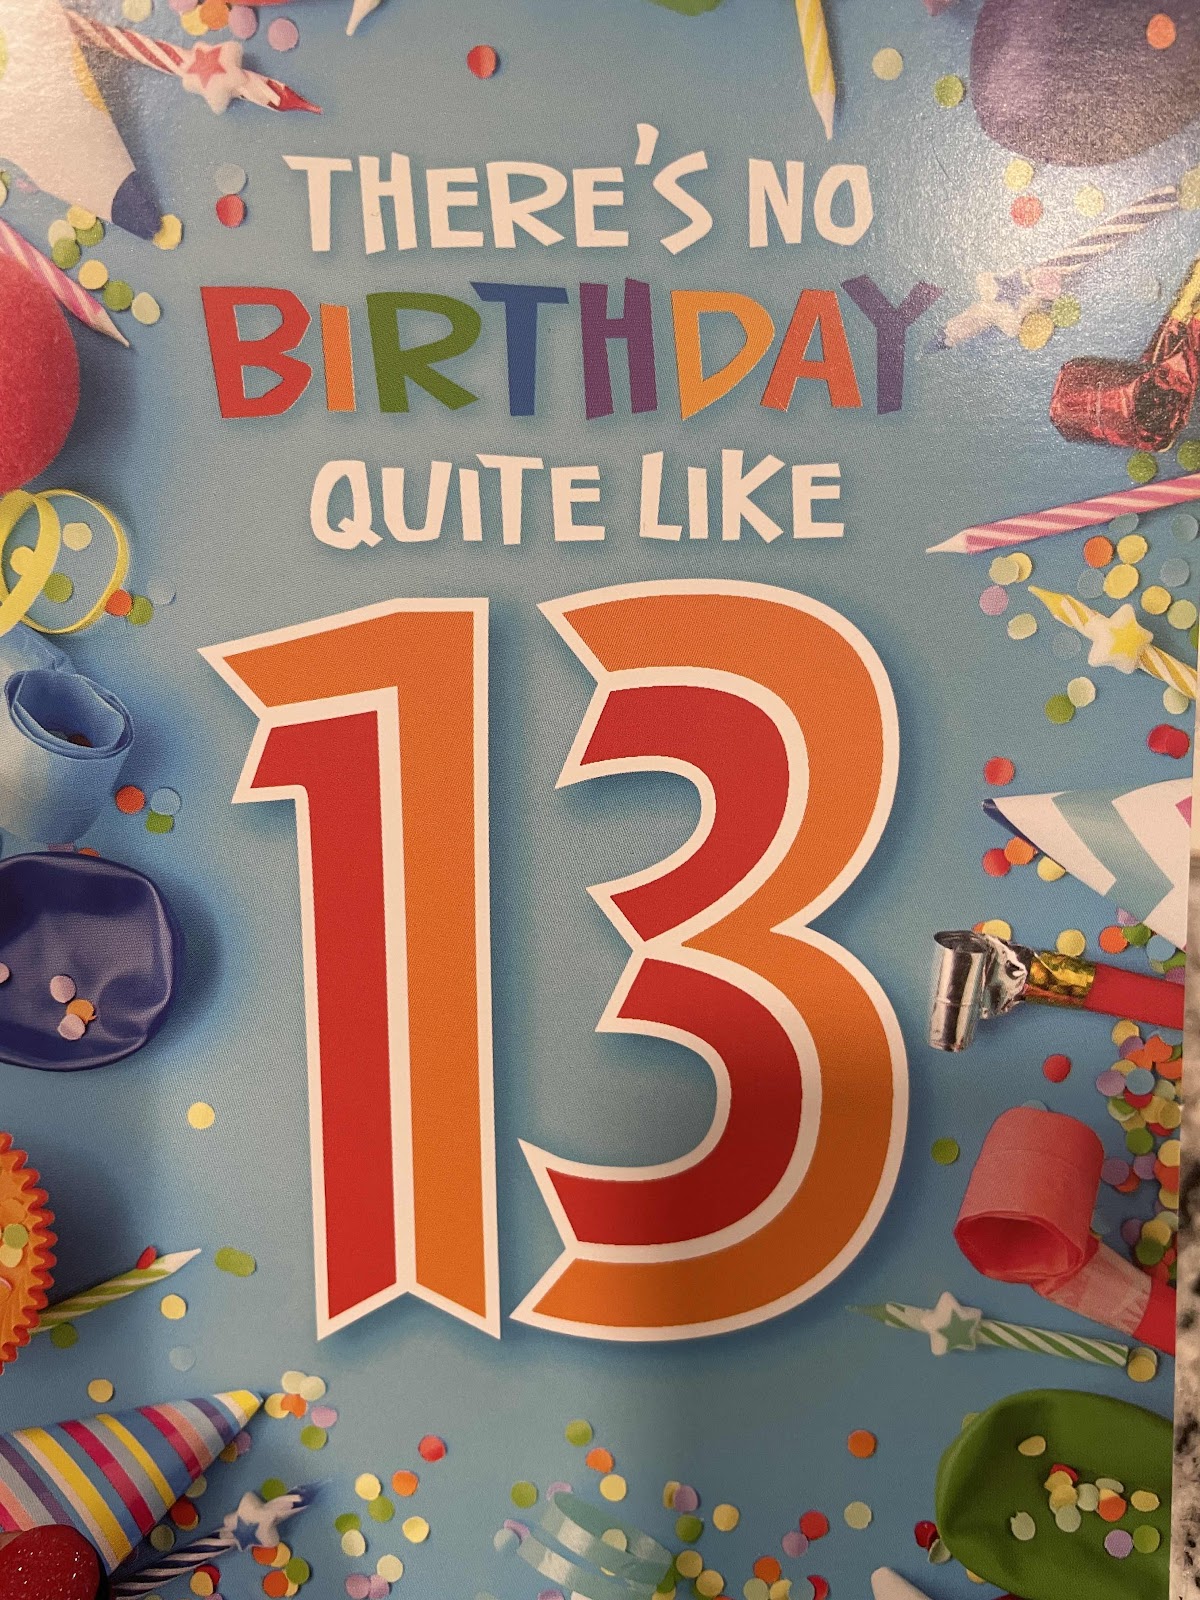 THERE'S NO
BIRTHDAY
QUITE LIKE
13